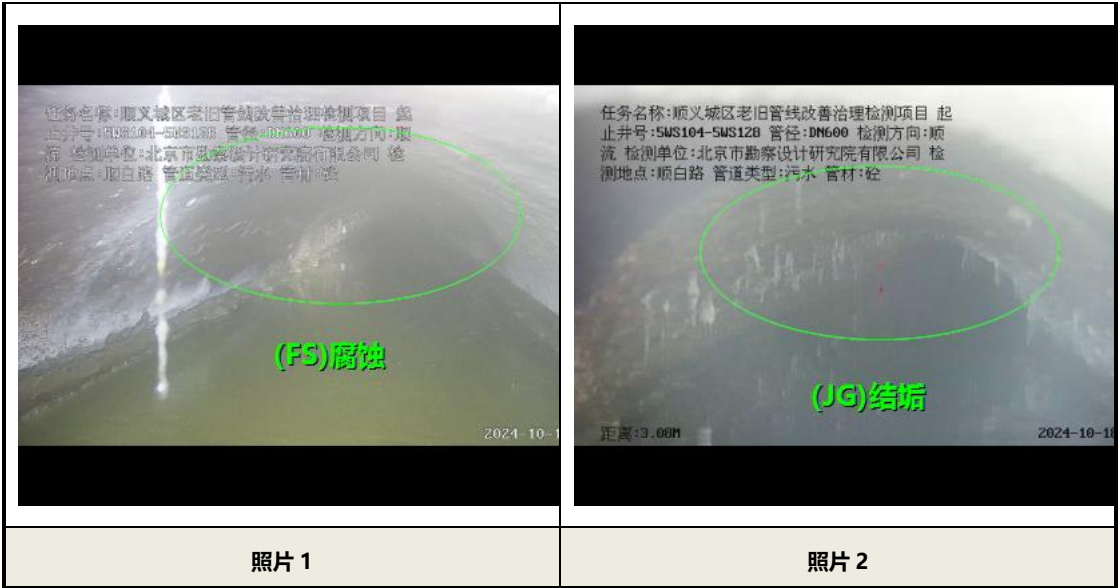 任务名称:顺义城区老旧管线改善治理检测项目 起
止井号:5WS104-5WS128 管径:DN600 检测方向:顺
流 检测单位:北京市勘察设计研究院有限公司 检
测地点:顺白路 管道类型:污水 管材:砼
(FS)腐蚀
2024-10-1
任务名称:顺义城区老旧管线改善治理检测项目 起
止井号:5WS104-5WS128 管径:DN600 检测方向:顺
流 检测单位:北京市勘察设计研究院有限公司 检
测地点:顺白路 管道类型:污水 管材:砼
(JG)结垢
距离:3.08M
2024-10-18
照片 1
照片 2